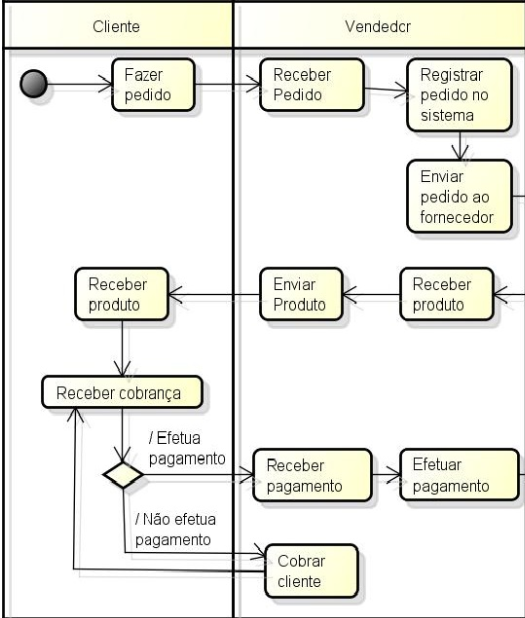 Cliente
Vendedcr
Fazer
pedido
Receber
Pedido
Registrar
pedido no
sistema
Enviar
pedido ao
fornecedor
Receber
produto
Enviar
Produto
Receber
produto
Receber cobrança
/ Efetua
pagamento
Receber
pagamento
Efetuar
pagamento
/ Não efetua
pagamento
Cobrar
cliente